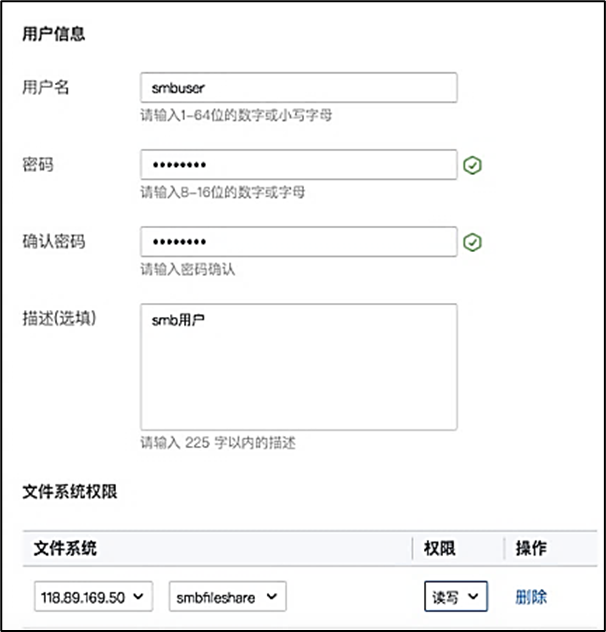 用户信息
用户名 smbuser
请输入1-64位的数字或小写字母
密码 ••••••••
请输入8-16位的数字或字母
确认密码 ••••••••
请输入密码确认
描述(选填) smb用户
请输入 225 字以内的描述
文件系统权限
文件系统 权限 操作
118.89.169.50 smbfileshare 读写 删除